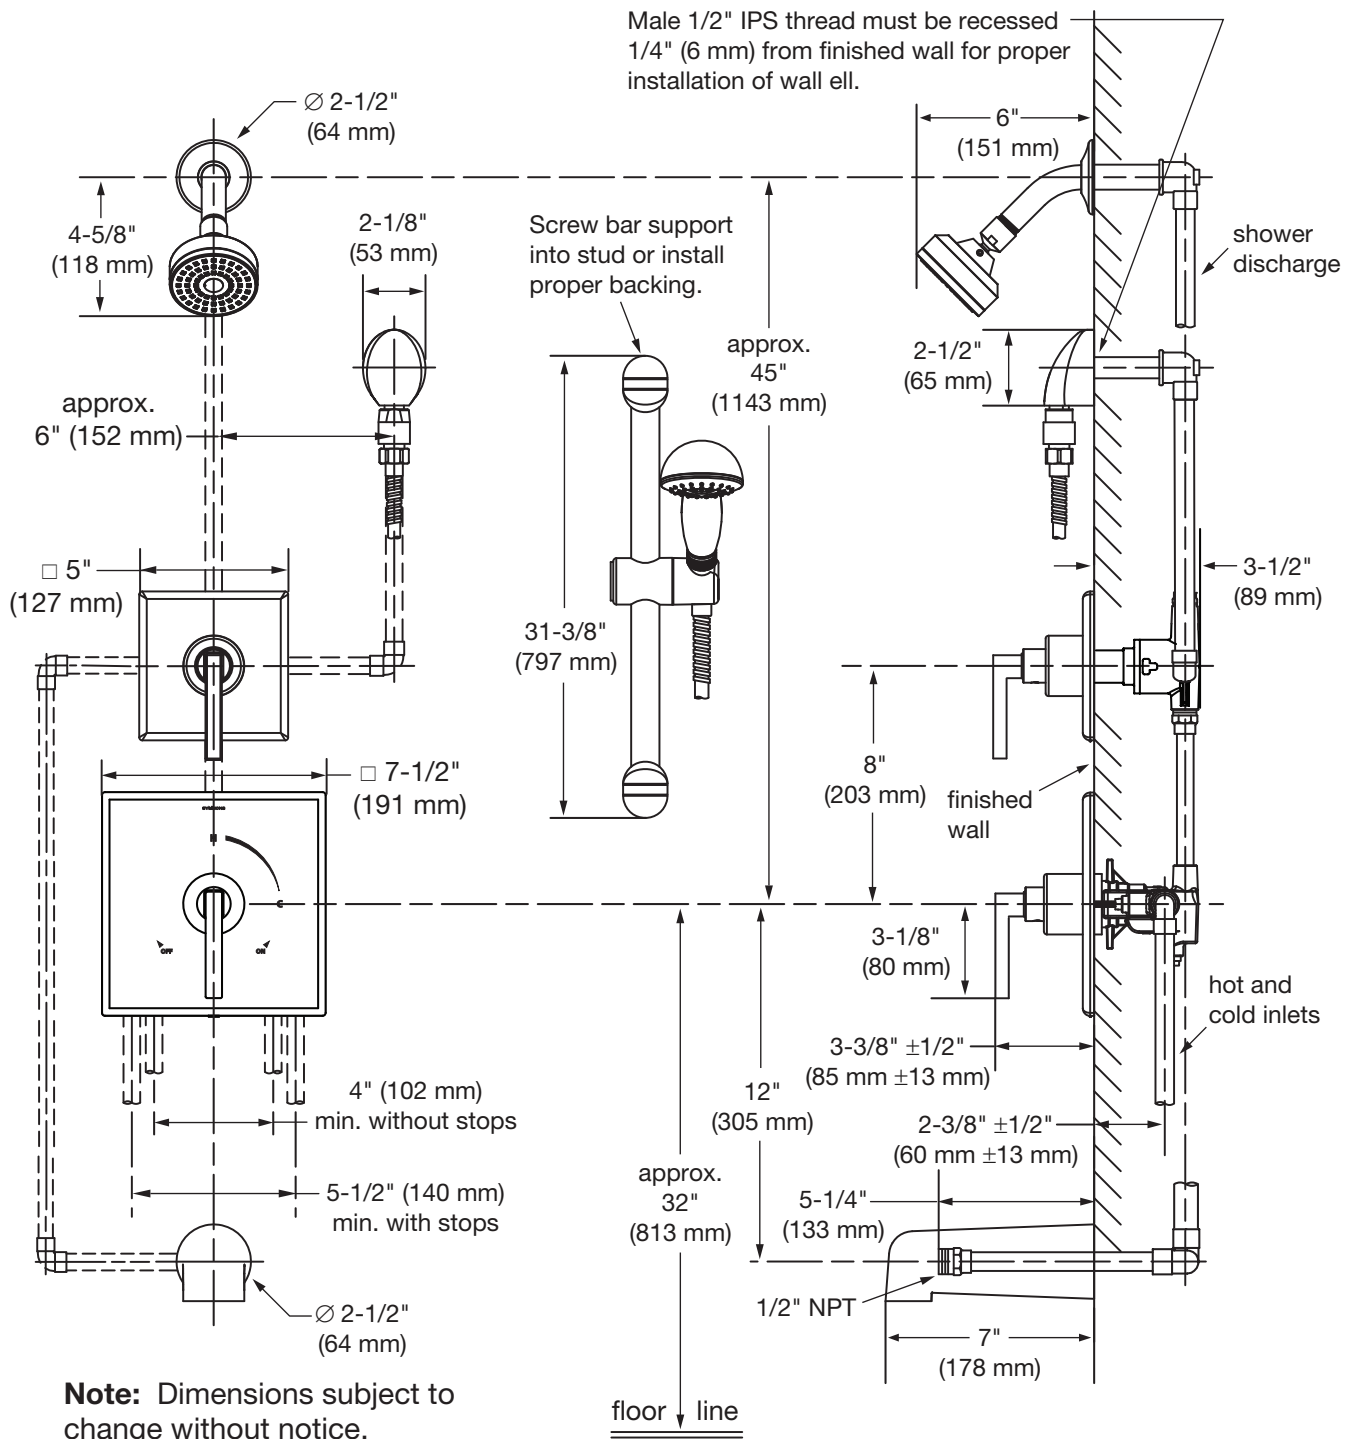 Male 1/2" IPS thread must be recessed
1/4" (6 mm) from finished wall for proper
installation of wall ell.
∅ 2-1/2"
(64 mm)
6"
(151 mm)
4-5/8"
(118 mm)
2-1/8"
(53 mm)
Screw bar support
into stud or install
proper backing.
shower
discharge
approx.
45"
(1143 mm)
2-1/2"
(65 mm)
approx.
6" (152 mm)
□ 5"
(127 mm)
3-1/2"
(89 mm)
31-3/8"
(797 mm)
□ 7-1/2"
(191 mm)
8"
(203 mm)
finished
wall
H
C
OFF
ON
3-1/8"
(80 mm)
hot and
cold inlets
3-3/8" ±1/2"
(85 mm ±13 mm)
4" (102 mm)
min. without stops
12"
(305 mm)
2-3/8" ±1/2"
(60 mm ±13 mm)
approx.
32"
(813 mm)
5-1/2" (140 mm)
min. with stops
5-1/4"
(133 mm)
1/2" NPT
∅ 2-1/2"
(64 mm)
7"
(178 mm)
Note: Dimensions subject to
change without notice.
floor line